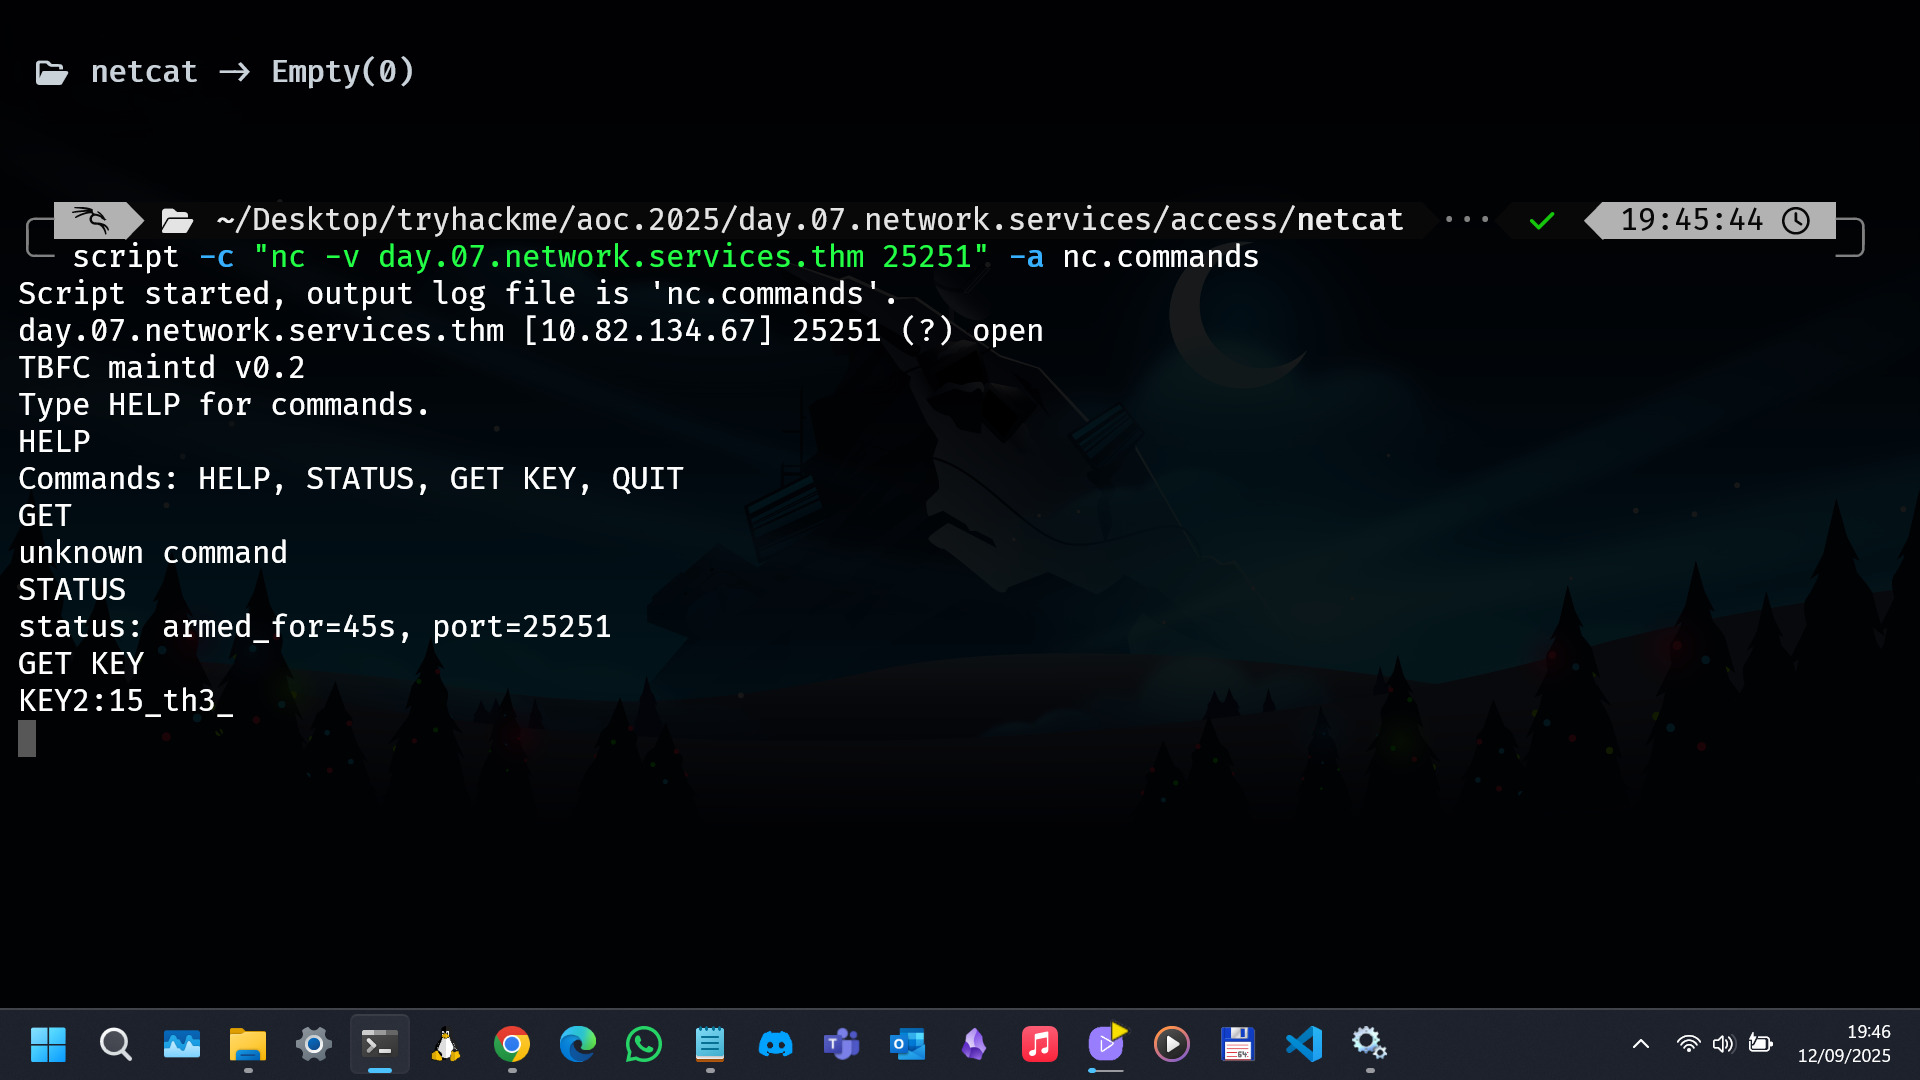 netcat → Empty(0)
~/Desktop/tryhackme/aoc.2025/day.07.network.services/access/netcat ··· ✓ 19:45:44
script -c "nc -v day.07.network.services.thm 25251" -a nc.commands
Script started, output log file is 'nc.commands'.
day.07.network.services.thm [10.82.134.67] 25251 (?) open
TBFC maintd v0.2
Type HELP for commands.
HELP
Commands: HELP, STATUS, GET KEY, QUIT
GET
unknown command
STATUS
status: armed_for=45s, port=25251
GET KEY
KEY2:15_th3_
19:46
12/09/2025